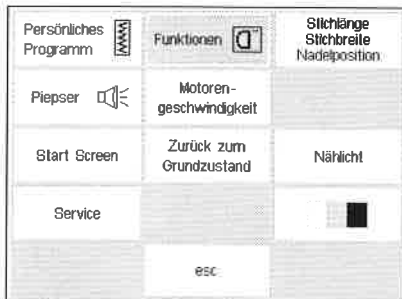 Persönliches
Programm
Funktionen
Stichlänge
Stichbreite
Nadelposition
Piepser
Motoren-
geschwindigkeit
Start Screen
Zurück zum
Grundzustand
Nählicht
Service
esc